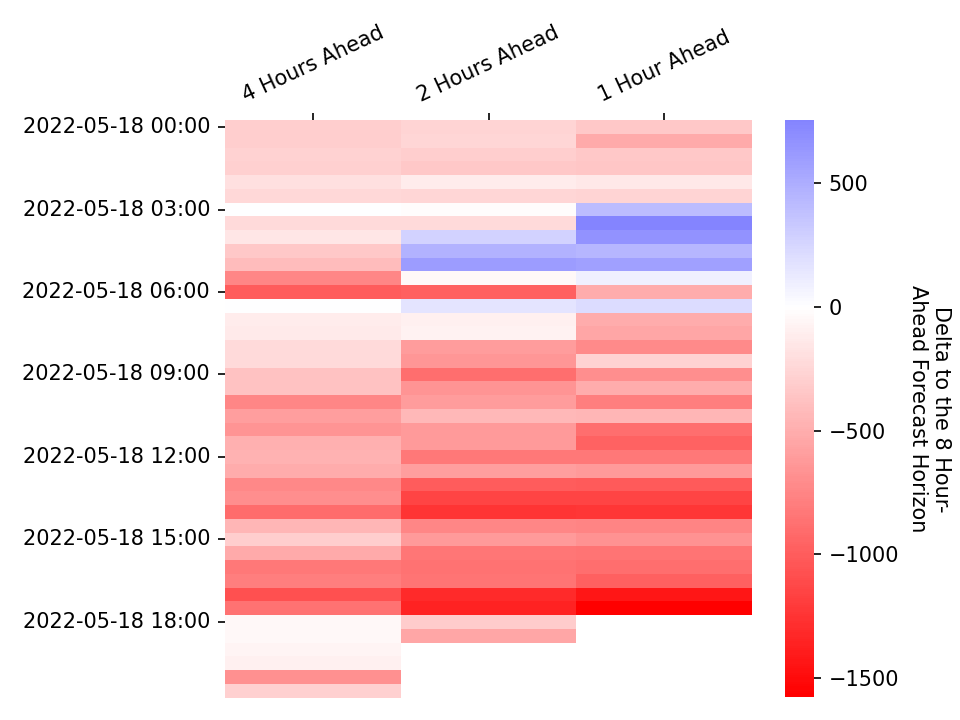 4 Hours Ahead
2 Hours Ahead
1 Hour Ahead
2022-05-18 00:00
2022-05-18 03:00
2022-05-18 06:00
2022-05-18 09:00
2022-05-18 12:00
2022-05-18 15:00
2022-05-18 18:00
500
0
−500
−1000
−1500
Delta to the 8 Hour-
Ahead Forecast Horizon